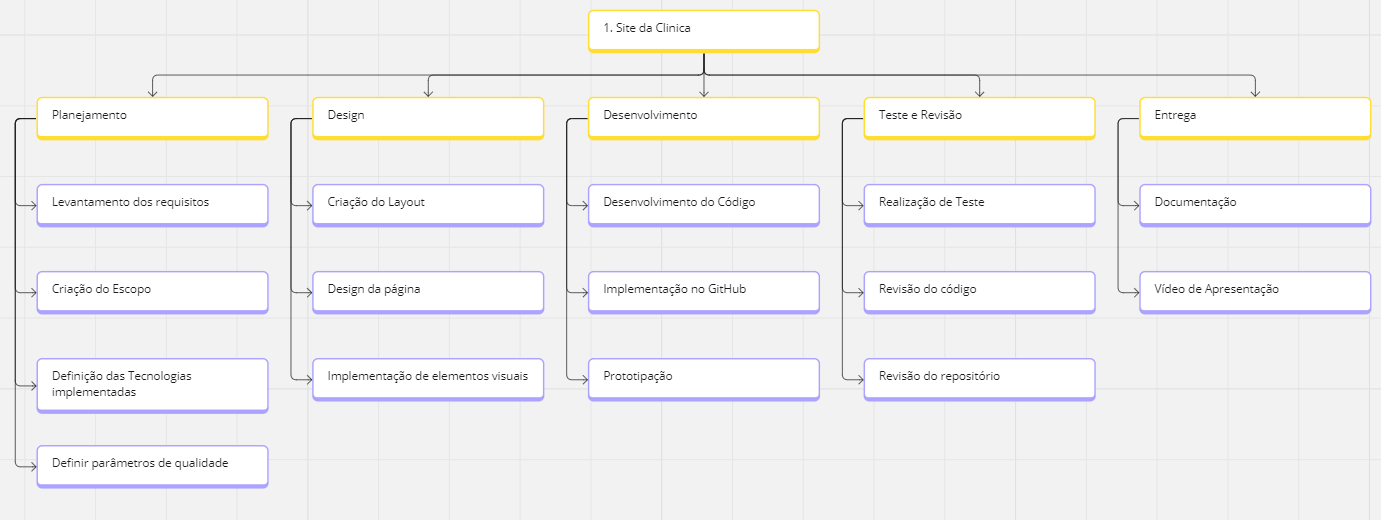 1. Site da Clinica
Planejamento
Design
Desenvolvimento
Teste e Revisão
Entrega
Levantamento dos requisitos
Criação do Layout
Desenvolvimento do Código
Realização de Teste
Documentação
Criação do Escopo
Design da página
Implementação no GitHub
Revisão do código
Vídeo de Apresentação
Definição das Tecnologias
implementadas
Implementação de elementos visuais
Prototipação
Revisão do repositório
Definir parâmetros de qualidade